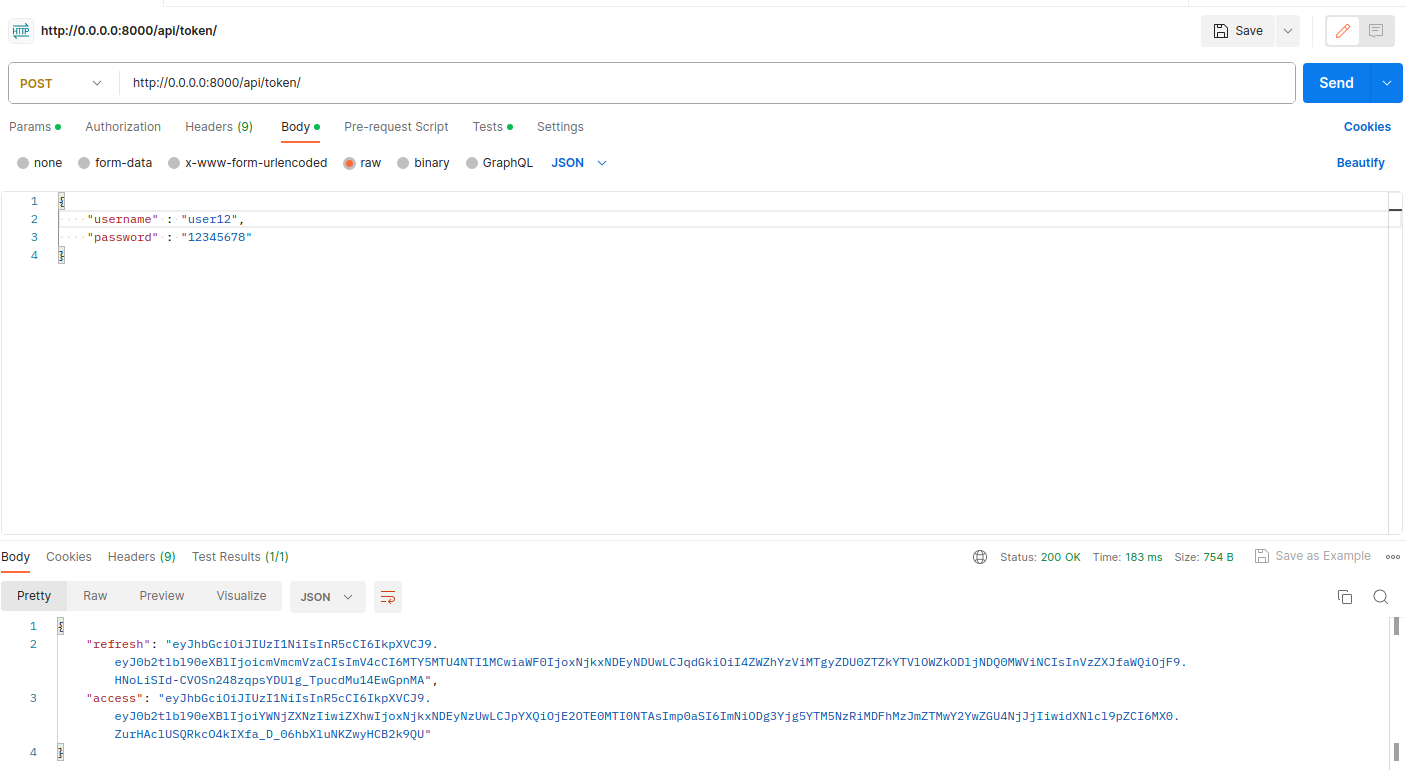 HTTP http://0.0.0.0:8000/api/token/ Save
POST http://0.0.0.0:8000/api/token/ Send
Params Authorization Headers (9) Body Pre-request Script Tests Settings Cookies
none form-data x-www-form-urlencoded raw binary GraphQL JSON Beautify
1 {
2 "username" : "user12",
3 "password" : "12345678"
4 }
Body Cookies Headers (9) Test Results (1/1) Status: 200 OK Time: 183 ms Size: 754 B Save as Example
Pretty Raw Preview Visualize JSON
1 {
2 "refresh": "eyJhbGciOiJIUzI1NiIsInR5cCI6IkpXVCJ9.
eyJ0b2tlbl90eXBlIjoicmVmcmVzaCIsImV4cCI6MTY5MTU4NTI1MCwiaWF0IjoxNjkxNDEyNDUwLCJqdGkiOiI4ZWZhYzViMTgyZDU0ZTZkYTVlOWZkODljNDQ0MWViNCIsInVzZXJfaWQiOjF9.
HNoLiSId-CVOSn248zqpsYDUlg_TpucdMu14EwGpnMA",
3 "access": "eyJhbGciOiJIUzI1NiIsInR5cCI6IkpXVCJ9.
eyJ0b2tlbl90eXBlIjoiYWNjZXNzIiwiZXhwIjoxNjkxNDEyNzUwLCJpYXQiOjE2OTE0MTI0NTAsImp0aSI6ImNiODg3Yjg5YTM5NzRiMDFhMzJmZTMwY2YwZGU4NjJjIiwidXNlcl9pZCI6MX0.
ZurHAclUSQRkcO4kIXfa_D_06hbXluNKZwyHCB2k9QU"
4 }